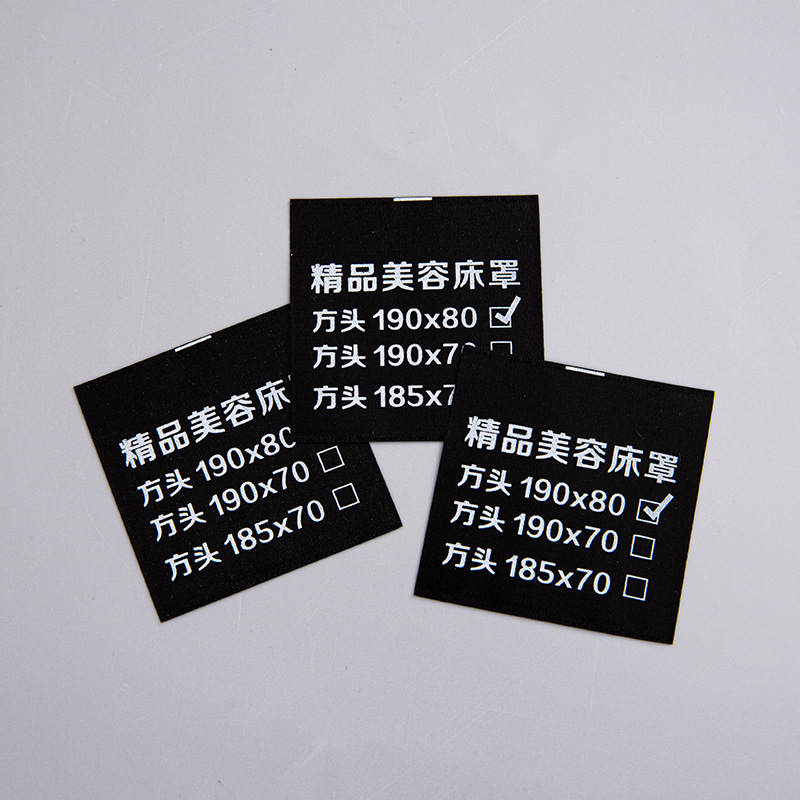 精品美容床罩
方头 190x80 ☑
方头 190x7
方头 185x7
精品美容床
方头 190x80
方头 190x70 ☐
方头 185x70 ☐
精品美容床罩
方头 190x80 ☑
方头 190x70 ☐
方头 185x70 ☐